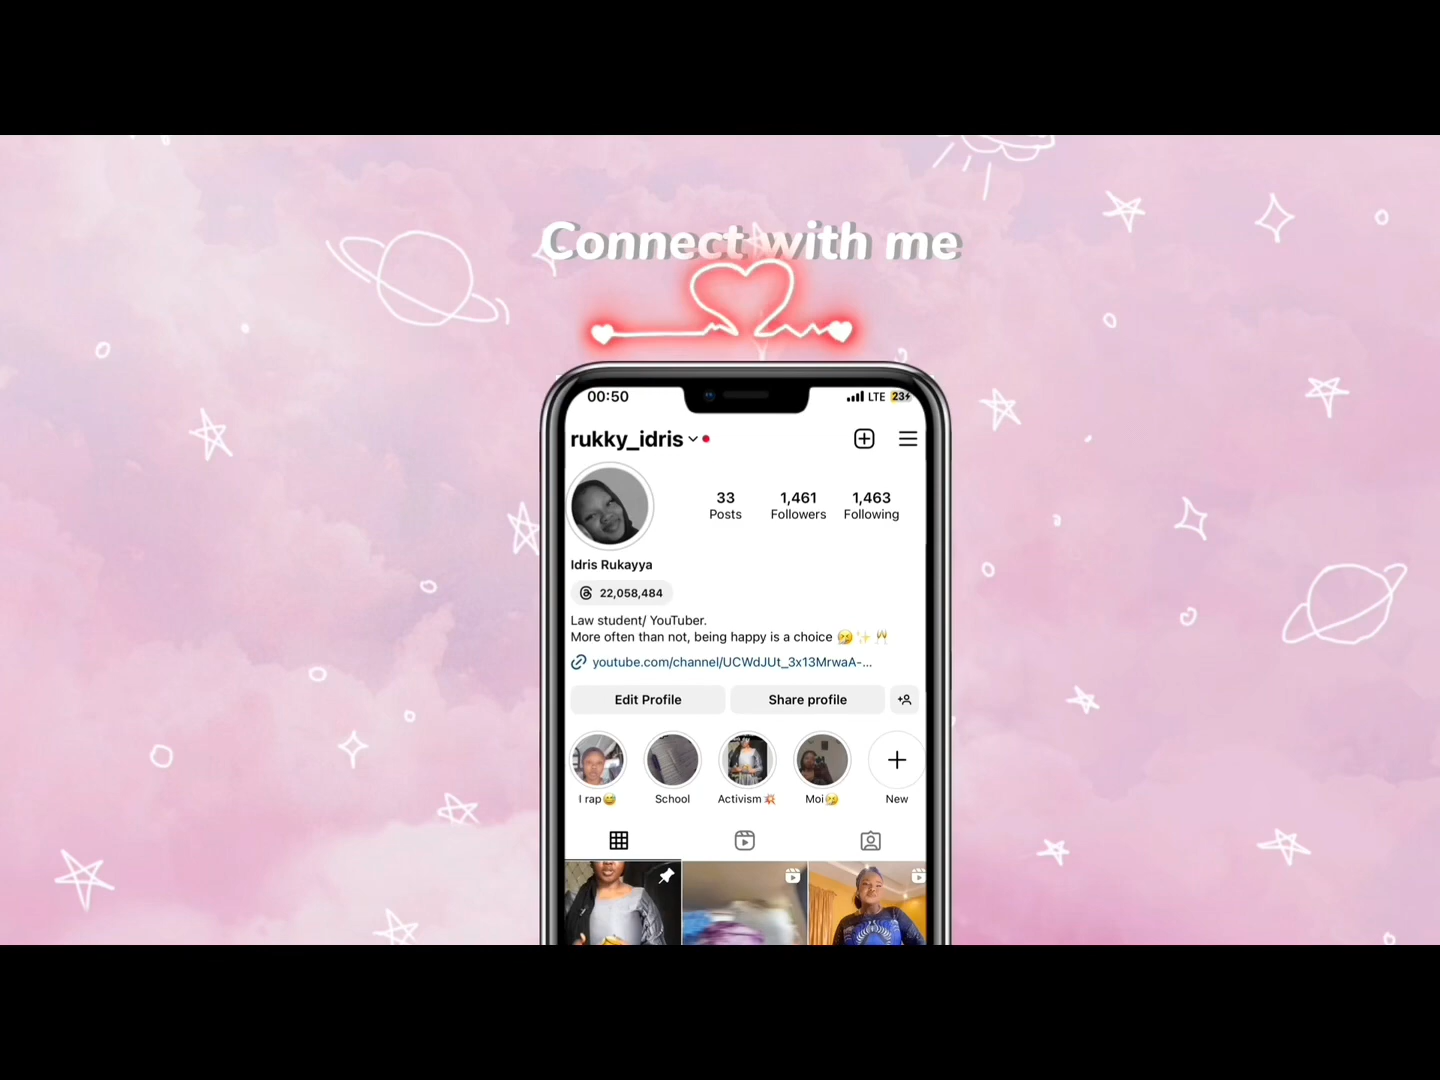 Connect with me
00:50 LTE 23
rukky_idris
33 1,461 1,463
Posts Followers Following
Idris Rukayya
22,058,484
Law student/ YouTuber.
More often than not, being happy is a choice 🤧✨🥂
youtube.com/channel/UCWdJUt_3x13MrwaA-...
Edit Profile Share profile
I rap😅 School Activism💥 Moi🤧 New